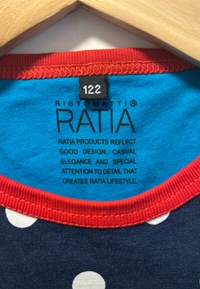 122
RISTOMATTI®
RATIA
RATIA PRODUCTS REFLECT
GOOD DESIGN, CASUAL
ELEGANCE AND SPECIAL
ATTENTION TO DETAIL THAT
CREATES RATIA LIFESTYLE.